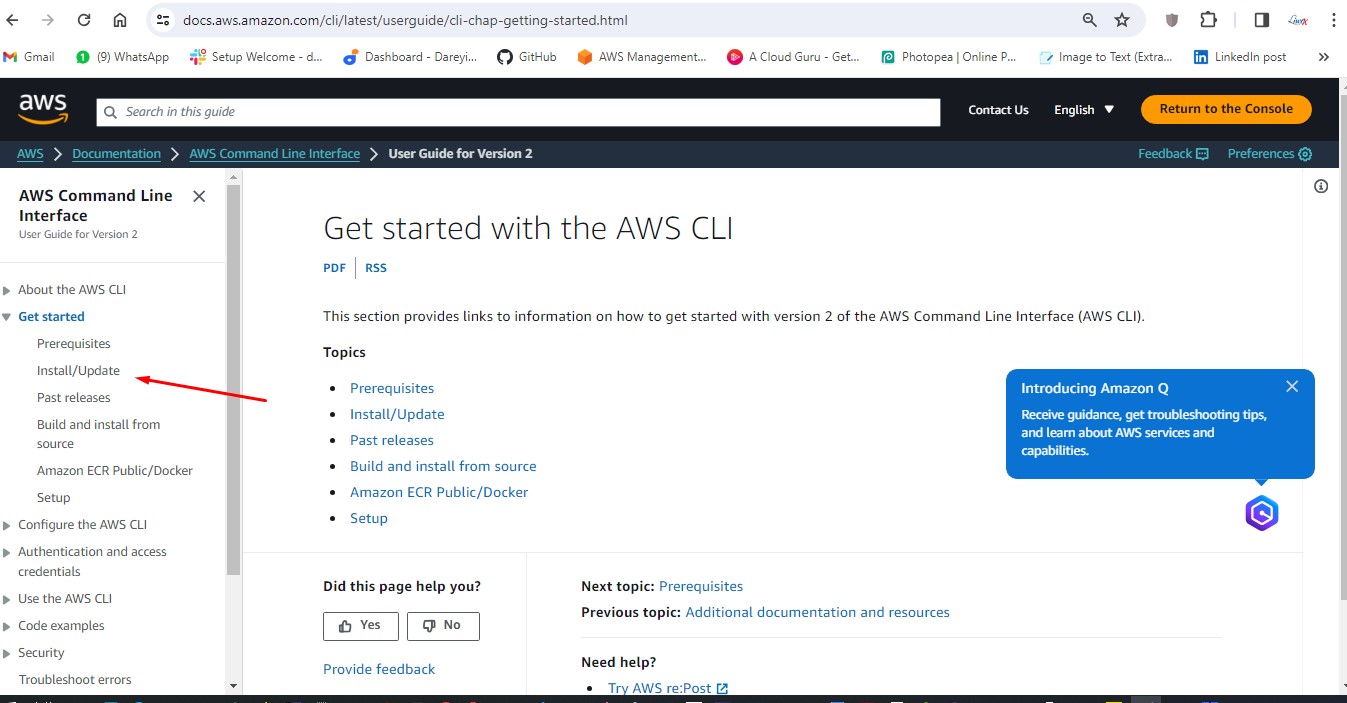 docs.aws.amazon.com/cli/latest/userguide/cli-chap-getting-started.html
Gmail
(9) WhatsApp
Setup Welcome - d...
Dashboard - Dareyi...
GitHub
AWS Management...
A Cloud Guru - Get...
Photopea | Online P...
Image to Text (Extra...
LinkedIn post
aws
Search in this guide
Contact Us
English
Return to the Console
AWS
Documentation
AWS Command Line Interface
User Guide for Version 2
Feedback
Preferences
AWS Command Line
Interface
User Guide for Version 2
About the AWS CLI
Get started
Prerequisites
Install/Update
Past releases
Build and install from
source
Amazon ECR Public/Docker
Setup
Configure the AWS CLI
Authentication and access
credentials
Use the AWS CLI
Code examples
Security
Troubleshoot errors
Get started with the AWS CLI
PDF
RSS
This section provides links to information on how to get started with version 2 of the AWS Command Line Interface (AWS CLI).
Topics
Prerequisites
Install/Update
Past releases
Build and install from source
Amazon ECR Public/Docker
Setup
Introducing Amazon Q
Receive guidance, get troubleshooting tips,
and learn about AWS services and
capabilities.
Did this page help you?
Yes
No
Provide feedback
Next topic: Prerequisites
Previous topic: Additional documentation and resources
Need help?
Try AWS re:Post